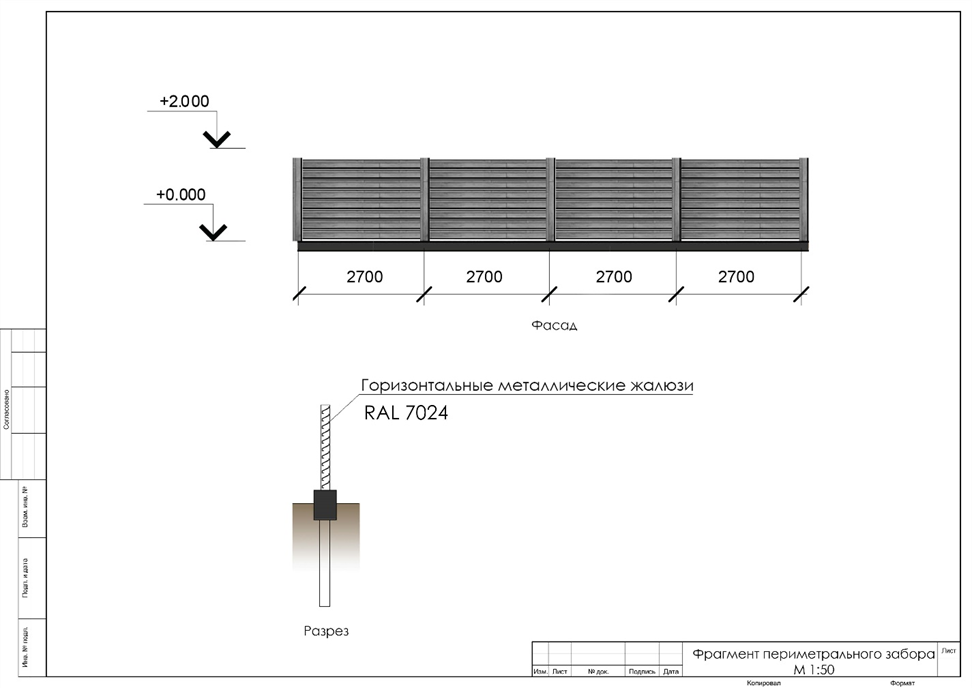 +2.000
+0.000
2700 2700 2700 2700
Фасад
Горизонтальные металлические жалюзи
RAL 7024
Разрез
Согласовано
Взам. инв. №
Подп. и дата
Инв. № подл.
Изм. Лист № док. Подпись Дата
Фрагмент периметрального забора
М 1:50
Лист
Копировал Формат